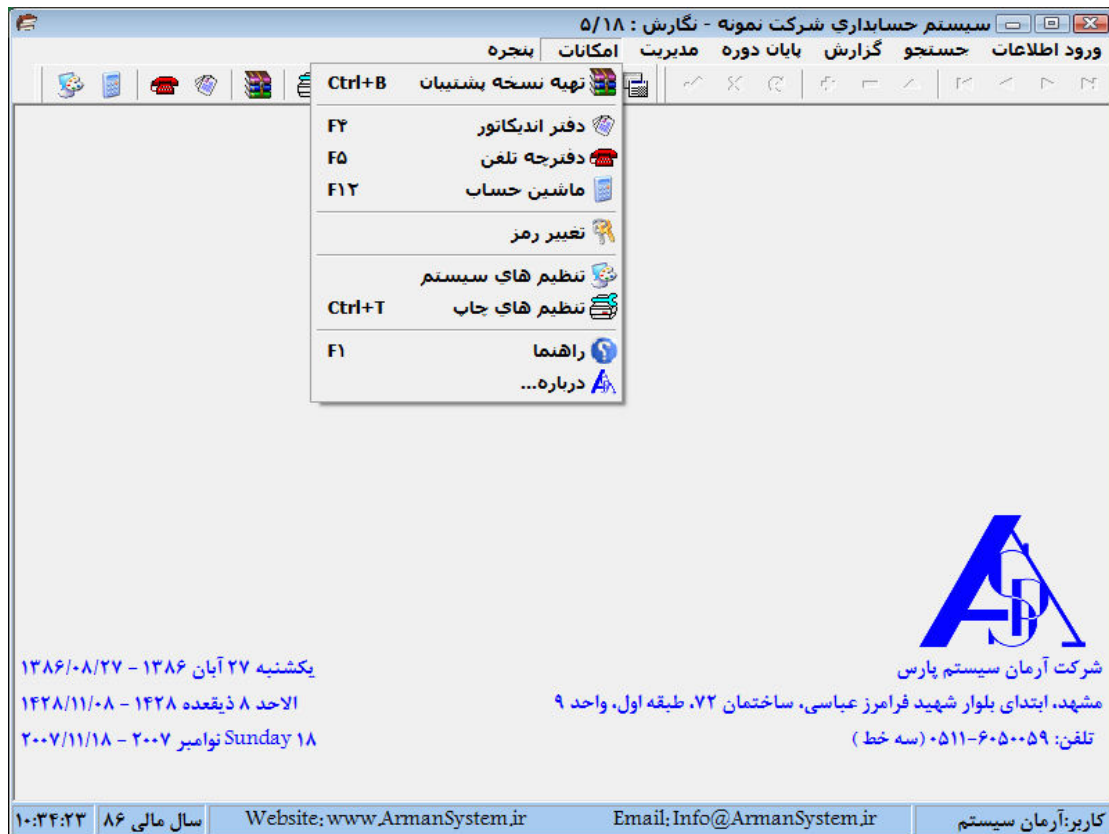 سیستم حسابداري شرکت نمونه - نگارش : ۵/۱۸
ورود اطلاعات جستجو گزارش پایان دوره مدیریت امکانات پنجره
تهیه نسخه پشتیبان Ctrl+B
دفتر اندیکاتور F۴
دفترچه تلفن F۵
ماشین حساب F۱۲
تغییر رمز
تنظیم هاي سیستم
تنظیم هاي چاپ Ctrl+T
راهنما F۱
درباره...
شرکت آرمان سیستم پارس
مشهد، ابتدای بلوار شهید فرامرز عباسی، ساختمان ۷۲، طبقه اول، واحد ۹
تلفن: ۶۰۵۰۰۵۹-۰۵۱۱ (سه خط )
یکشنبه ۲۷ آبان ۱۳۸۶ - ۱۳۸۶/۰۸/۲۷
الاحد ۸ ذیقعده ۱۴۲۸ - ۱۴۲۸/۱۱/۰۸
Sunday ۱۸ نوامبر ۲۰۰۷ - ۲۰۰۷/۱۱/۱۸
کاربر:آرمان سیستم Email:Info@ArmanSystem.ir Website:www.ArmanSystem.ir سال مالی ۸۶ ۱۰:۳۴:۲۳